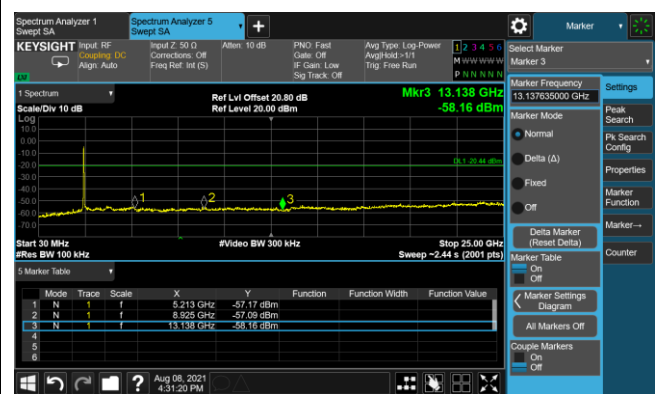 Spectrum Analyzer 1
Swept SA
Spectrum Analyzer 5
Swept SA
Marker
KEYSIGHT
Input: RF
Coupling: DC
Align: Auto
Input Z: 50 Ω
Corrections: Off
Freq Ref: Int (S)
Atten: 10 dB
PNO: Fast
Gate: Off
IF Gain: Low
Sig Track: Off
Avg Type: Log-Power
Avg|Hold:>1/1
Trig: Free Run
1 2 3 4 5 6
M W W W W W
P N N N N N
Select Marker
Marker 3
1 Spectrum
Scale/Div 10 dB
Ref Lvl Offset 20.80 dB
Ref Level 20.00 dBm
Mkr3 13.138 GHz
-58.16 dBm
Log
10.0
0.00
-10.0
-20.0
-30.0
-40.0
-50.0
-60.0
-70.0
DL1 -20.44 dBm
1
2
3
Start 30 MHz
#Res BW 100 kHz
#Video BW 300 kHz
Stop 25.00 GHz
Sweep ~2.44 s (2001 pts)
5 Marker Table
Mode Trace Scale X Y Function Function Width Function Value
1 N 1 f 5.213 GHz -57.17 dBm
2 N 1 f 8.925 GHz -57.09 dBm
3 N 1 f 13.138 GHz -58.16 dBm
4
5
6
Marker Frequency
13.137635000 GHz
Marker Mode
Normal
Delta (Δ)
Fixed
Off
Delta Marker
(Reset Delta)
Marker Table
On
Off
Marker Settings
Diagram
All Markers Off
Couple Markers
On
Off
Settings
Peak
Search
Pk Search
Config
Properties
Marker
Function
Marker→
Counter
Aug 08, 2021
4:31:20 PM